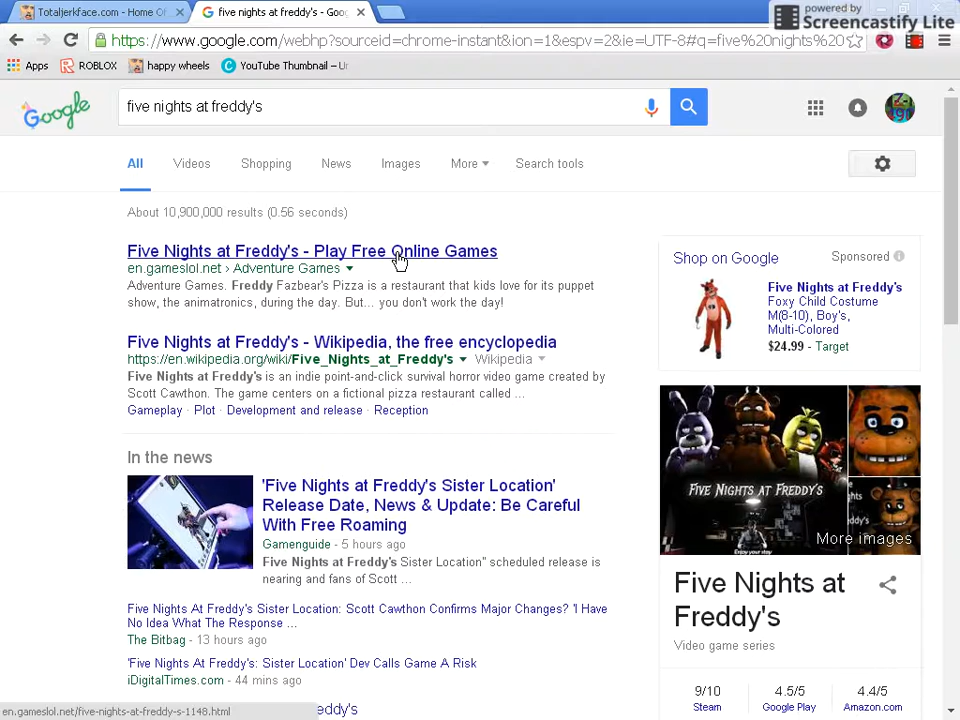 powered by
Screencastify Lite
Totaljerkface.com - Home Of
five nights at freddy's - Goo
https://www.google.com/webhp?sourceid=chrome-instant&ion=1&espv=2&ie=UTF-8#q=five%20nights%20
Apps
ROBLOX
happy wheels
YouTube Thumbnail – Ur
Google
five nights at freddy's
All
Videos
Shopping
News
Images
More
Search tools
About 10,900,000 results (0.56 seconds)
Five Nights at Freddy's - Play Free Online Games
en.gameslol.net › Adventure Games
Adventure Games. Freddy Fazbear's Pizza is a restaurant that kids love for its puppet
show, the animatronics, during the day. But... you don't work the day!
Five Nights at Freddy's - Wikipedia, the free encyclopedia
https://en.wikipedia.org/wiki/Five_Nights_at_Freddy's Wikipedia
Five Nights at Freddy's is an indie point-and-click survival horror video game created by
Scott Cawthon. The game centers on a fictional pizza restaurant called ...
Gameplay · Plot · Development and release · Reception
In the news
'Five Nights at Freddy's Sister Location'
Release Date, News & Update: Be Careful
With Free Roaming
Gamenguide - 5 hours ago
Five Nights at Freddy's Sister Location" scheduled release is
nearing and fans of Scott ...
Five Nights At Freddy's Sister Location: Scott Cawthon Confirms Major Changes? 'I Have
No Idea What The Response ...
The Bitbag - 13 hours ago
'Five Nights At Freddy's: Sister Location' Dev Calls Game A Risk
iDigitalTimes.com - 44 mins ago
eddy's
en.gameslol.net/five-nights-at-freddy-s-1148.html
Shop on Google
Sponsored
Five Nights at Freddy's
Foxy Child Costume
M(8-10), Boy's,
Multi-Colored
$24.99 - Target
FIVE NIGHTS AT FREDDY'S
Enjoy your stay
More images
Five Nights at
Freddy's
Video game series
9/10
Steam
4.5/5
Google Play
4.4/5
Amazon.com